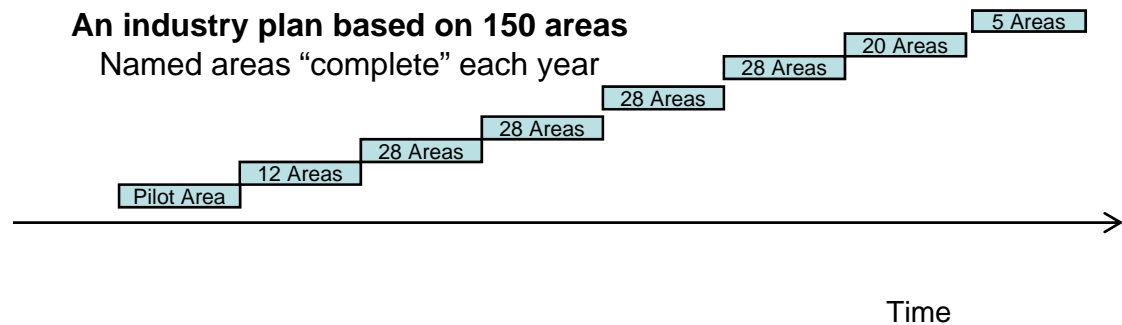 An industry plan based on 150 areas
Named areas “complete” each year
5 Areas
20 Areas
28 Areas
28 Areas
28 Areas
28 Areas
12 Areas
Pilot Area
Time